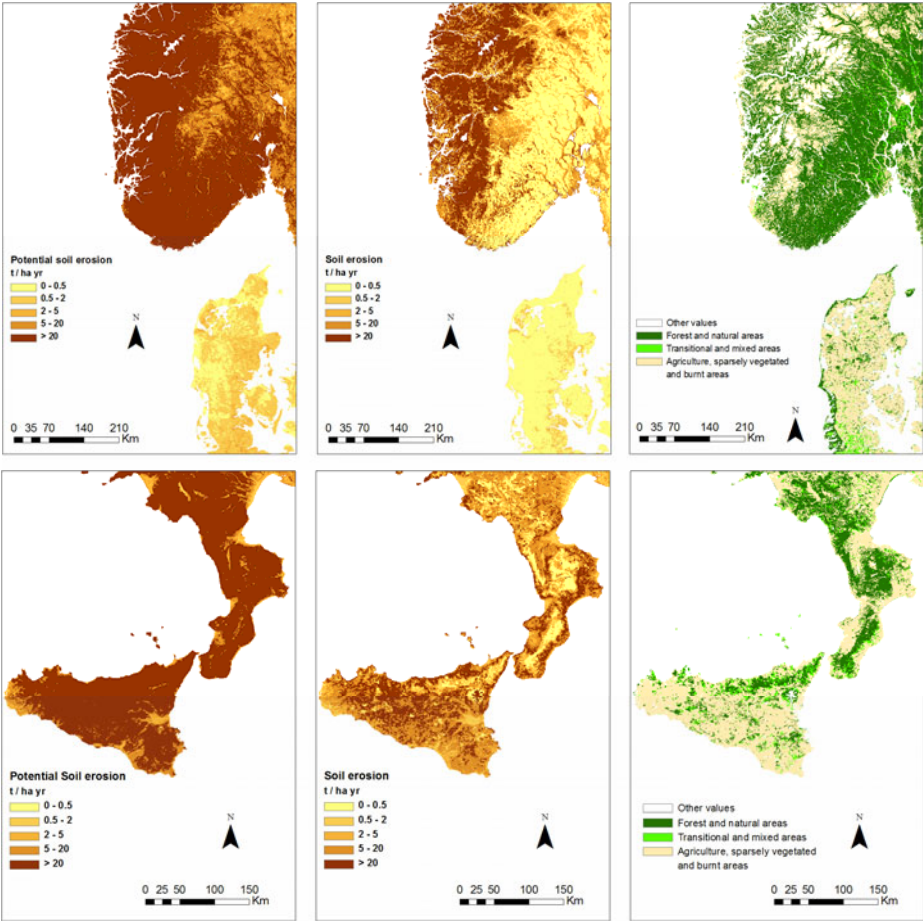 Potential soil erosion
t / ha yr
0 - 0.5
0.5 - 2
2 - 5
5 - 20
> 20
N
0 35 70 140 210
Km
Soil erosion
t / ha yr
0 - 0.5
0.5 - 2
2 - 5
5 - 20
> 20
N
0 35 70 140 210
Km
Other values
Forest and natural areas
Transitional and mixed areas
Agriculture, sparsely vegetated
and burnt areas
N
0 35 70 140 210
Km
Potential Soil erosion
t / ha yr
0 - 0.5
0.5 - 2
2 - 5
5 - 20
> 20
N
0 25 50 100 150
Km
Soil erosion
t / ha yr
0 - 0.5
0.5 - 2
2 - 5
5 - 20
> 20
N
0 25 50 100 150
Km
Other values
Forest and natural areas
Transitional and mixed areas
Agriculture, sparsely vegetated
and burnt areas
N
0 25 50 100 150
Km